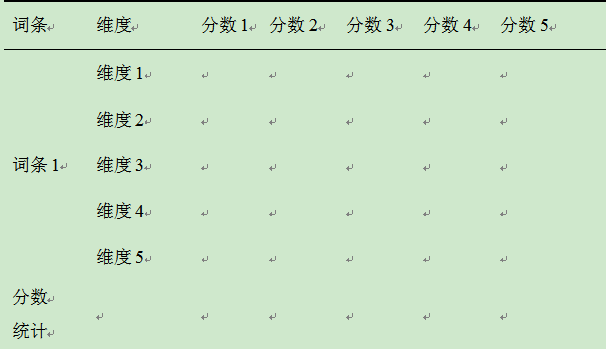 词条 维度 分数 1 分数 2 分数 3 分数 4 分数 5
维度 1
维度 2
词条 1 维度 3
维度 4
维度 5
分数
统计